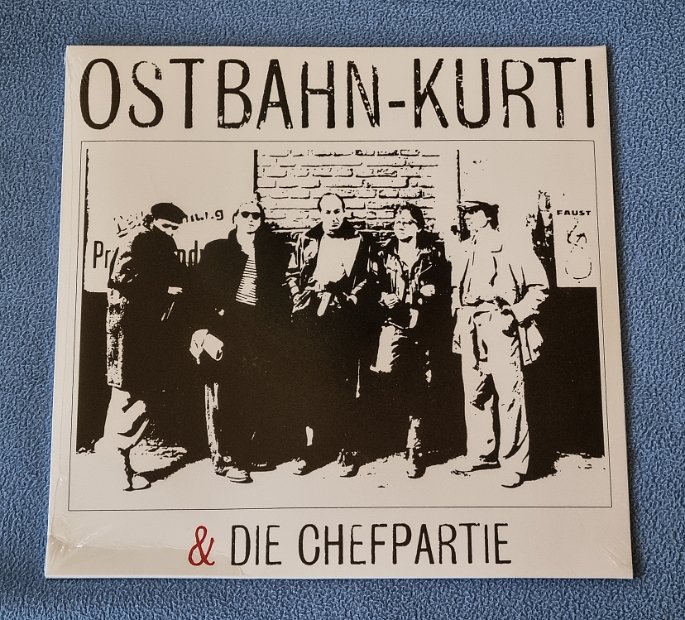 OSTBAHN-KURTI
FAUST
& DIE CHEFPARTIE